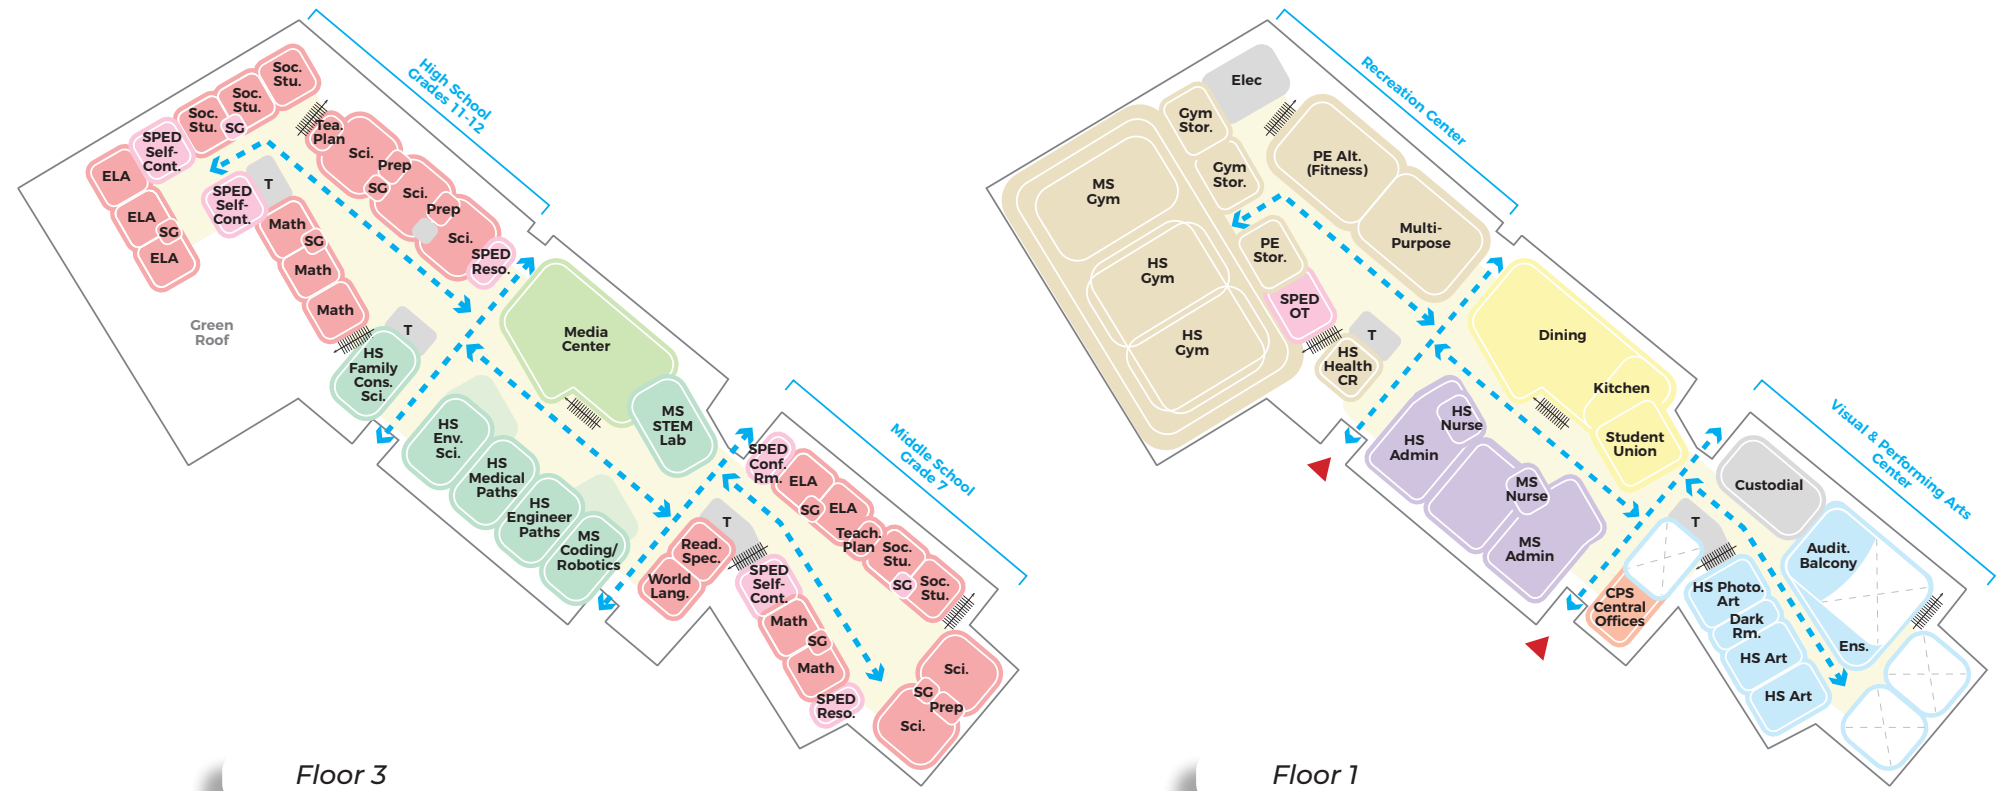 High School
Grades 11-12
Soc.
Stu.
Soc.
Stu.
Soc.
Stu.
SG
SPED
Self-
Cont.
ELA
ELA
SG
ELA
SPED
Self-
Cont.
T
Math
SG
Math
Math
Tea.
Plan
Sci.
Prep
SG
Sci.
Prep
Sci.
SPED
Reso.
Green
Roof
T
HS
Family
Cons.
Sci.
Media
Center
MS
STEM
Lab
HS
Env.
Sci.
HS
Medical
Paths
HS
Engineer
Paths
MS
Coding/
Robotics
Middle School
Grade 7
SPED
Conf.
Rm.
ELA
SG
ELA
Teach.
Plan
Soc.
Stu.
SG
Soc.
Stu.
T
Read.
Spec.
World
Lang.
SPED
Self-
Cont.
Math
SG
Math
SPED
Reso.
Sci.
SG
Prep
Sci.
Floor 3
Recreation Center
Elec
Gym
Stor.
Gym
Stor.
MS
Gym
HS
Gym
HS
Gym
PE Alt.
(Fitness)
Multi-
Purpose
PE
Stor.
SPED
OT
T
HS
Health
CR
Dining
Kitchen
Student
Union
HS
Nurse
HS
Admin
MS
Nurse
MS
Admin
Visual & Performing Arts
Center
Custodial
T
Audit.
Balcony
CPS
Central
Offices
HS Photo.
Art
Dark
Rm.
HS Art
HS Art
Ens.
Floor 1